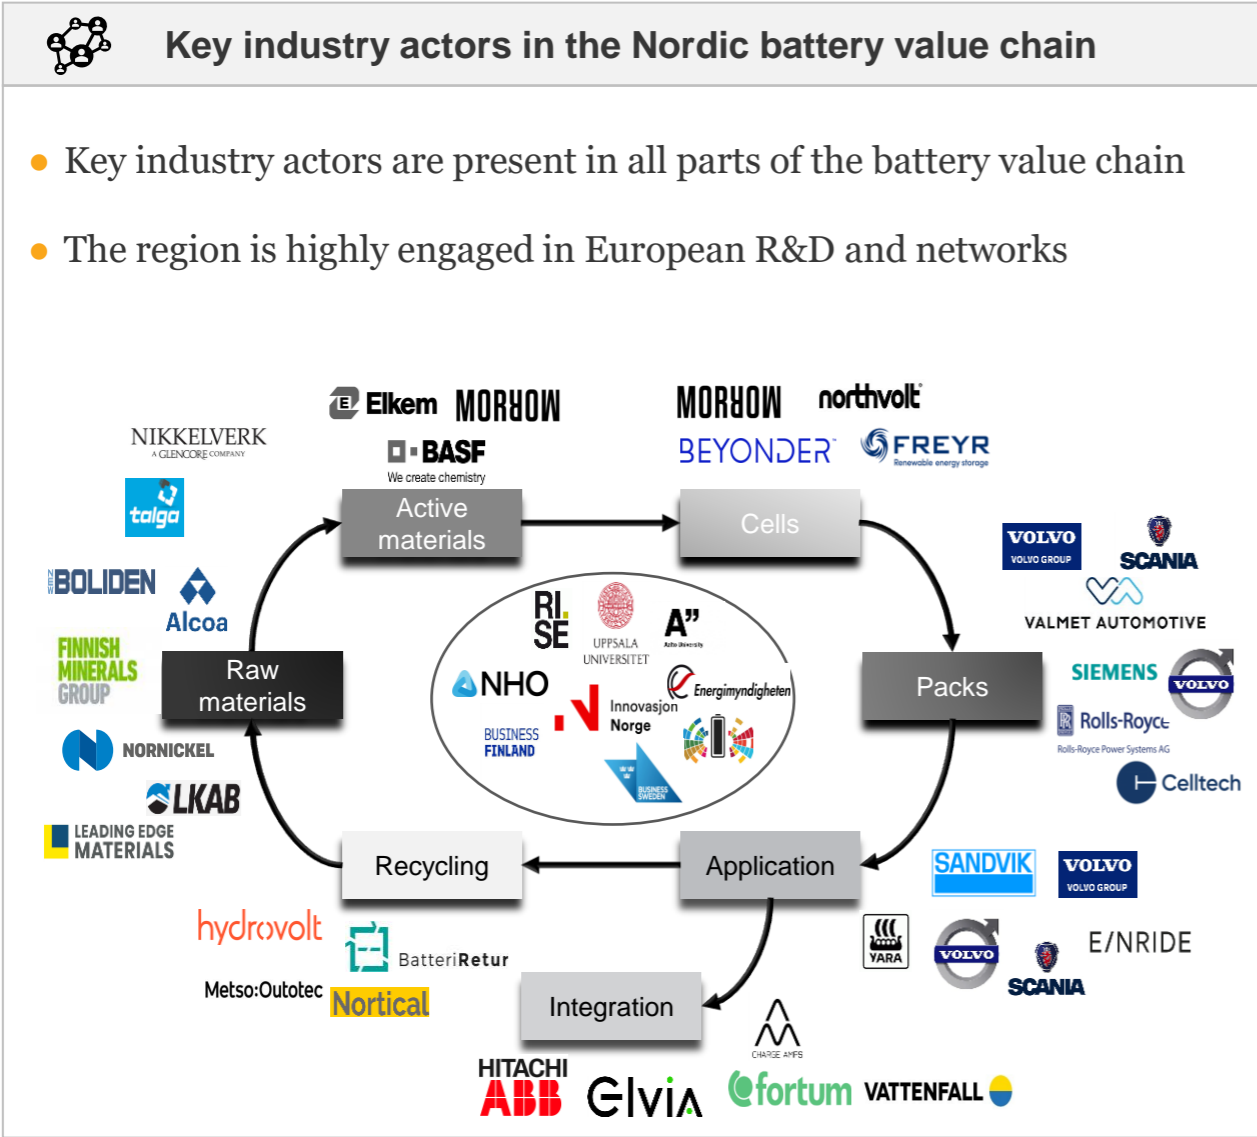 Key industry actors in the Nordic battery value chain
Key industry actors are present in all parts of the battery value chain
The region is highly engaged in European R&D and networks
Elkem
MORROW
BASF
We create chemistry
MORROW
northvolt
BEYONDER
FREYR
Renewable energy storage
NIKKELVERK
A GLENCORE COMPANY
talga
Active
materials
Cells
VOLVO
VOLVO GROUP
SCANIA
VALMET AUTOMOTIVE
BOLIDEN
Alcoa
FINNISH
MINERALS
GROUP
Raw
materials
RI.
SE
UPPSALA
UNIVERSITET
A”
Aalto University
NHO
Energimyndigheten
Innovasjon
Norge
BUSINESS
FINLAND
BUSINESS
SWEDEN
Packs
SIEMENS
VOLVO
Rolls-Royce
Rolls-Royce Power Systems AG
Celltech
NORNICKEL
LKAB
LEADING EDGE
MATERIALS
Recycling
Application
SANDVIK
VOLVO
VOLVO GROUP
YARA
VOLVO
SCANIA
E/NRIDE
hydrovolt
BatteriRetur
Metso:Outotec
Nortical
Integration
CHARGE AMPS
HITACHI
ABB
Elvia
fortum
VATTENFALL